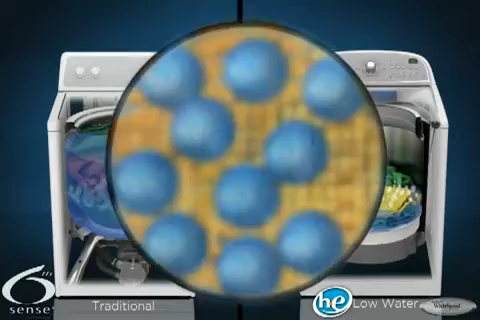 6th
sense
Traditional
he Low Water
Whirlpool